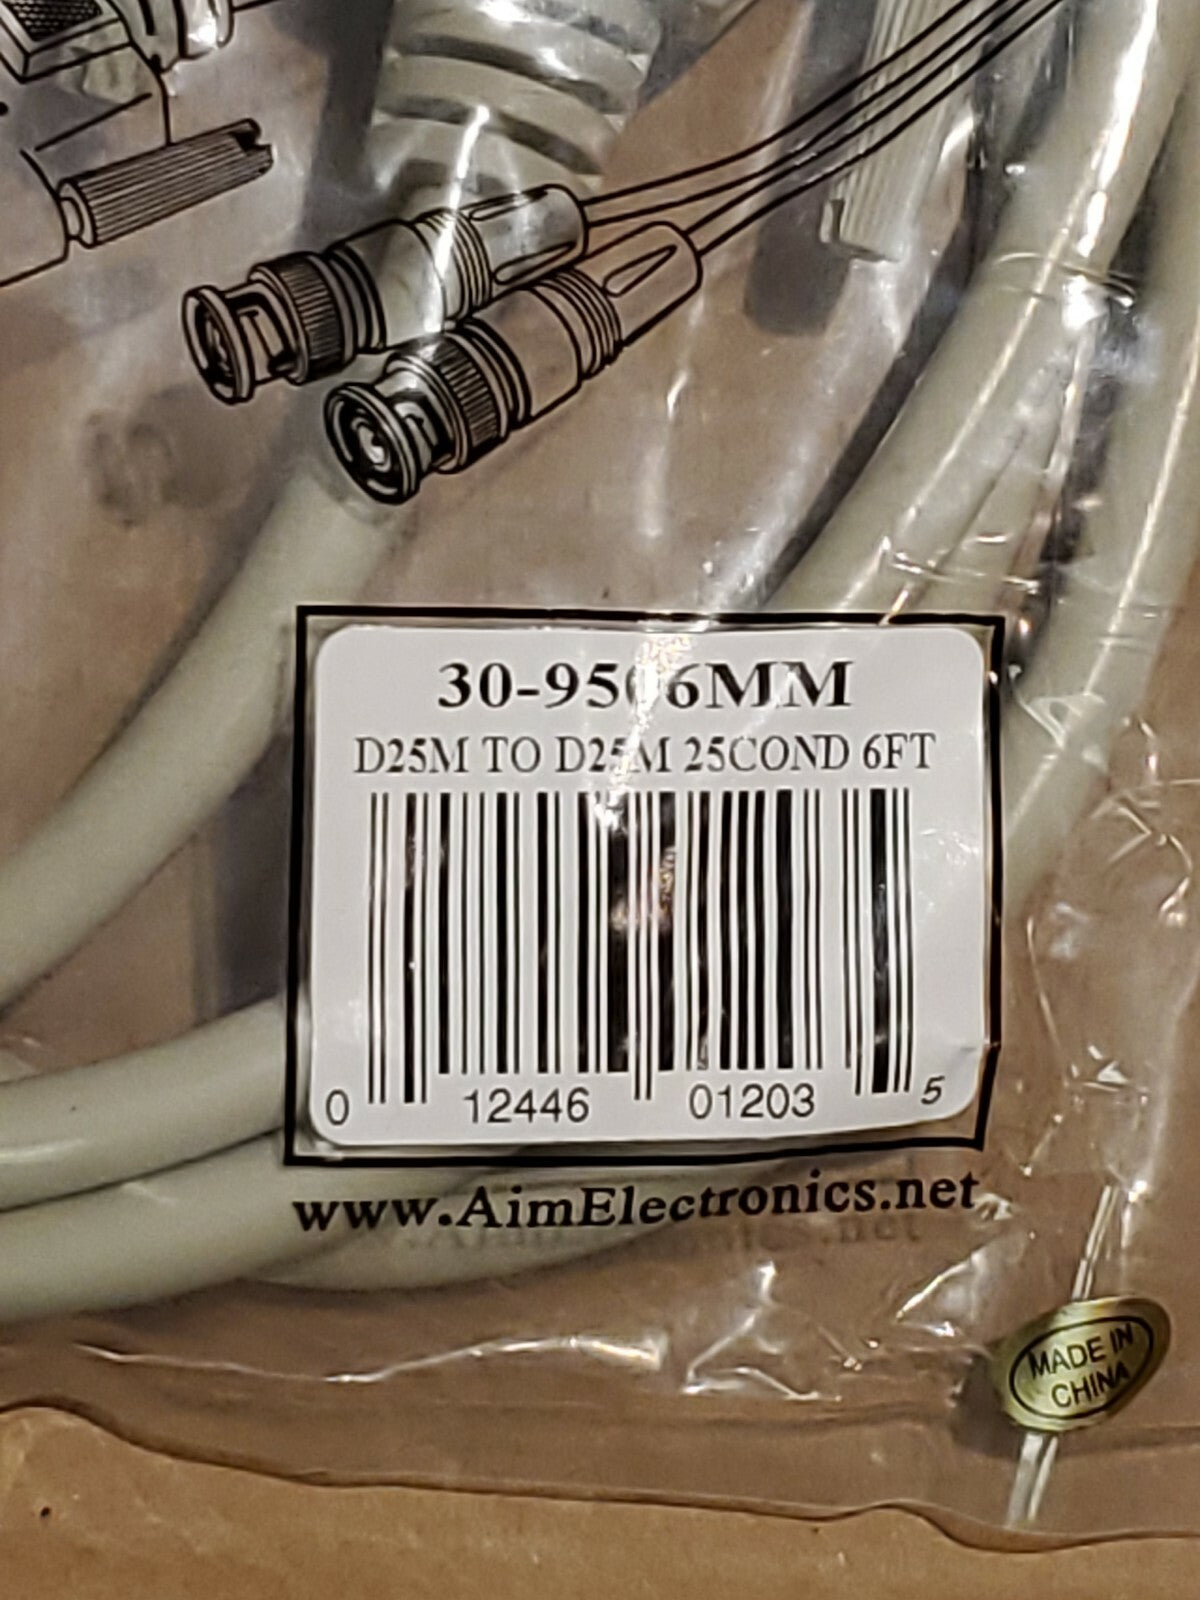 30-9506MM
D25M TO D25M 25COND 6FT
0 12446 01203 5
www.AimElectronics.net
MADE IN
CHINA